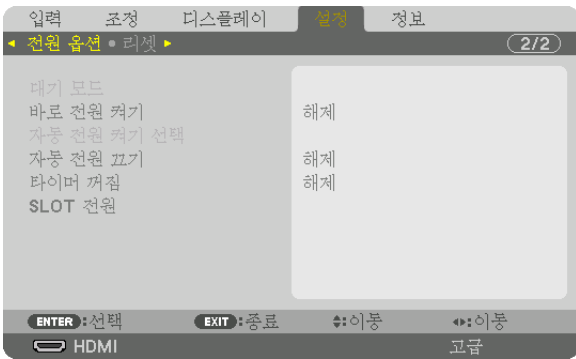 입력 조정 디스플레이 설정 정보
전원 옵션 리셋 2/2
대기 모드
바로 전원 켜기 해제
자동 전원 켜기 선택
자동 전원 끄기 해제
타이머 꺼짐 해제
SLOT 전원
ENTER :선택 EXIT :종료 :이동 :이동
HDMI 고급